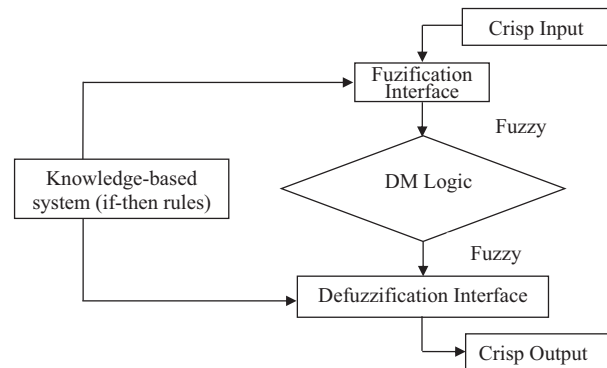 Crisp Input
Fuzification
Interface
Fuzzy
Knowledge-based
system (if-then rules)
DM Logic
Fuzzy
Defuzzification Interface
Crisp Output